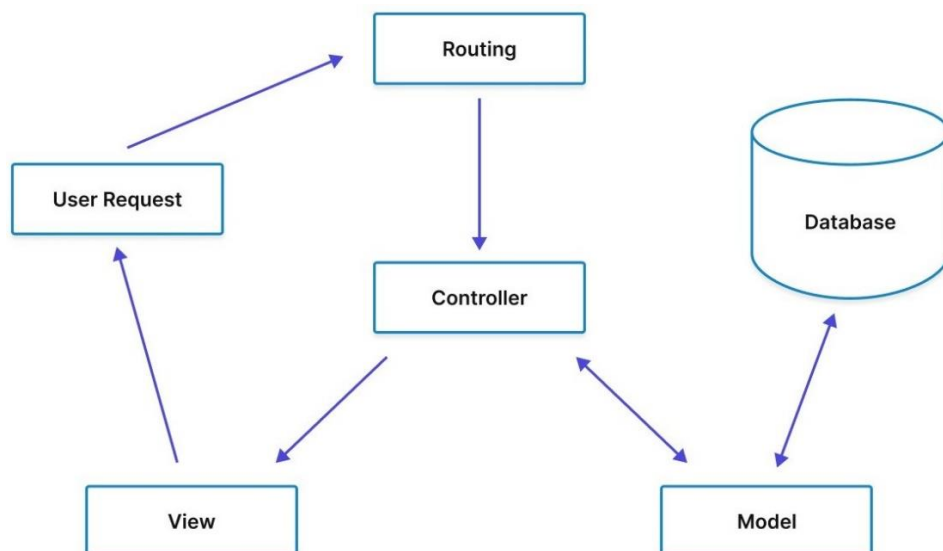 Routing
User Request
Database
Controller
View
Model